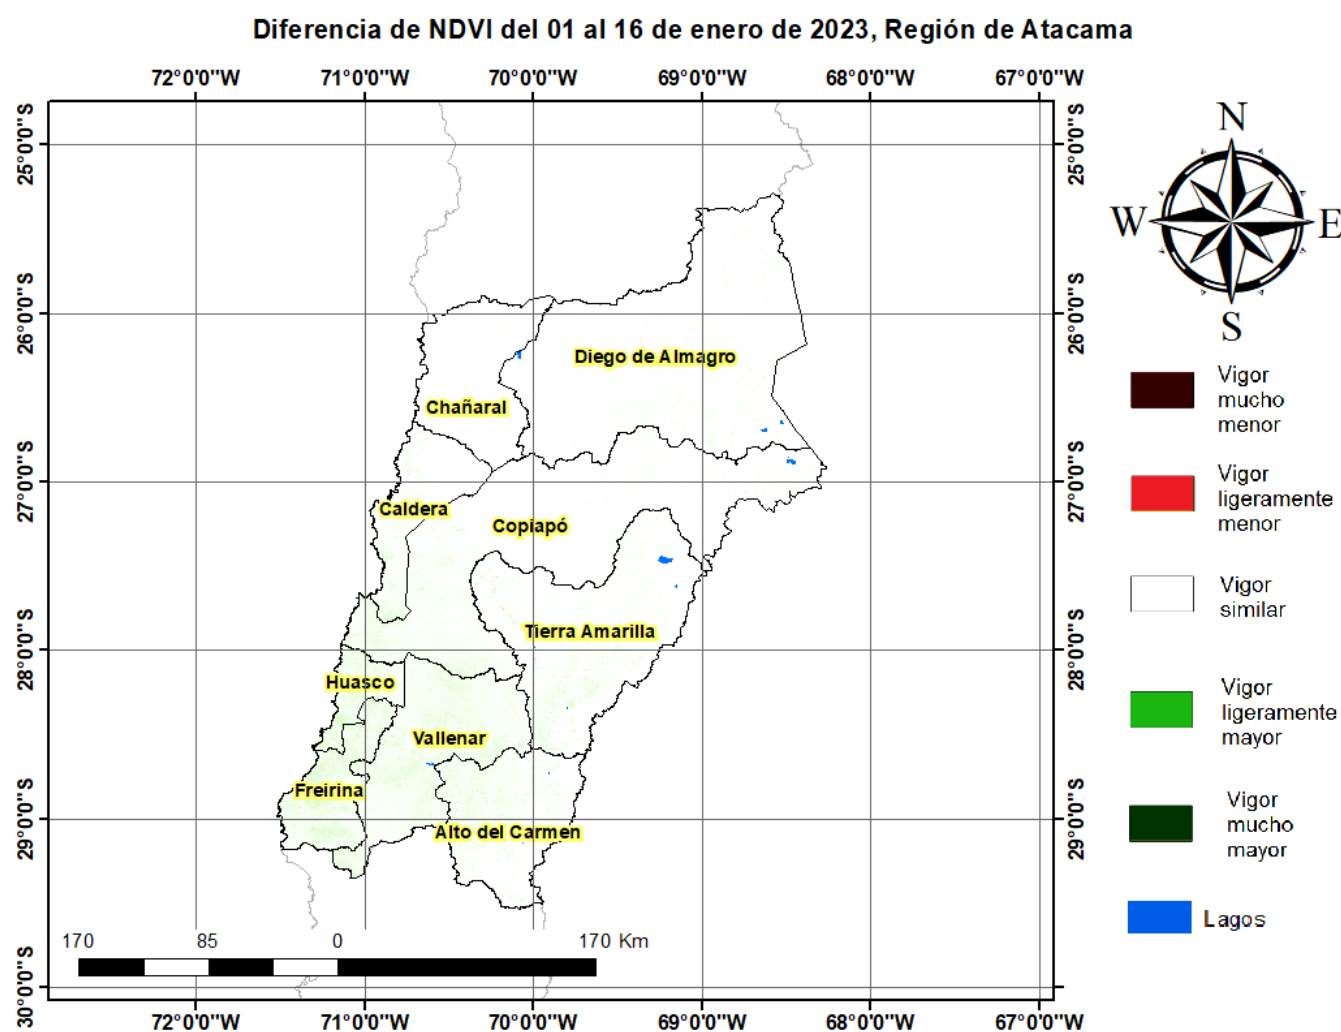 Diferencia de NDVI del 01 al 16 de enero de 2023, Región de Atacama
72°0'0"W 71°0'0"W 70°0'0"W 69°0'0"W 68°0'0"W 67°0'0"W
25°0'0"S 25°0'0"S
26°0'0"S 26°0'0"S
27°0'0"S 27°0'0"S
28°0'0"S 28°0'0"S
29°0'0"S 29°0'0"S
30°0'0"S
Diego de Almagro
Chañaral
Caldera
Copiapó
Tierra Amarilla
Huasco
Vallenar
Freirina
Alto del Carmen
170 85 0 170 Km
72°0'0"W 71°0'0"W 70°0'0"W 69°0'0"W 68°0'0"W 67°0'0"W
N
W E
S
Vigor
mucho
menor
Vigor
ligeramente
menor
Vigor
similar
Vigor
ligeramente
mayor
Vigor
mucho
mayor
Lagos